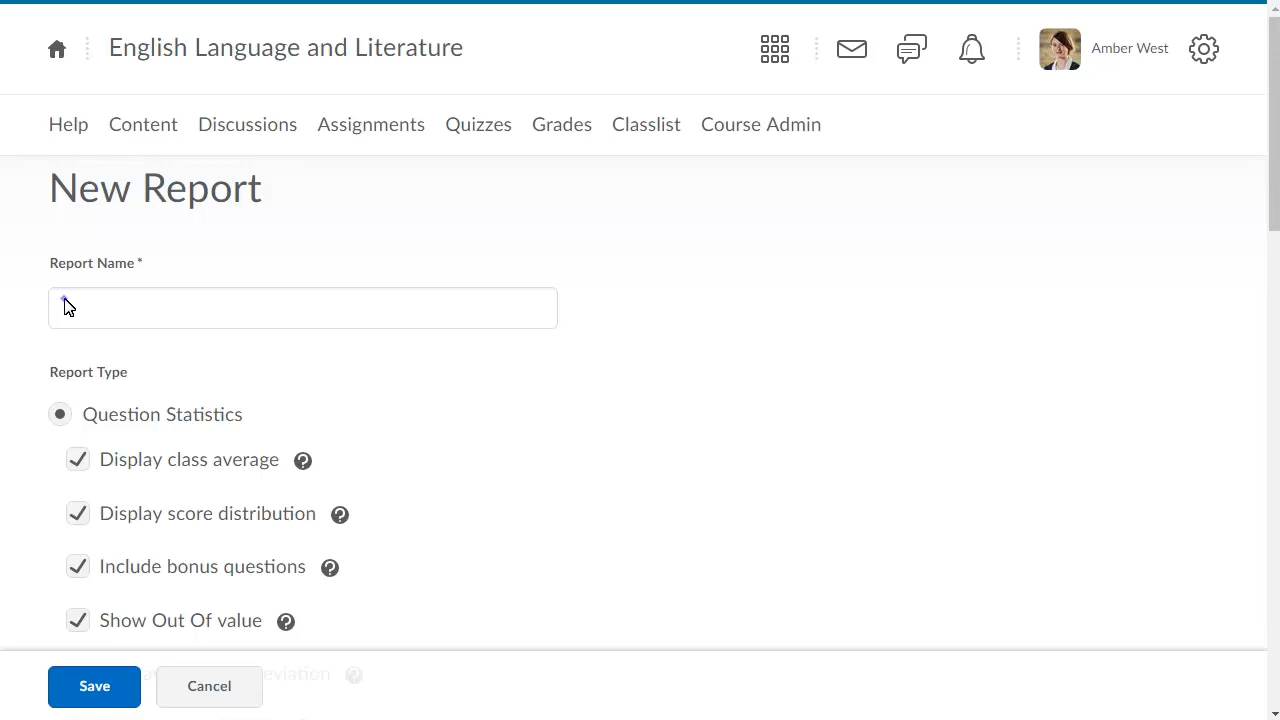 English Language and Literature
Amber West
Help Content Discussions Assignments Quizzes Grades Classlist Course Admin
New Report
Report Name *
Report Type
Question Statistics
Display class average
Display score distribution
Include bonus questions
Show Out Of value
Save Cancel